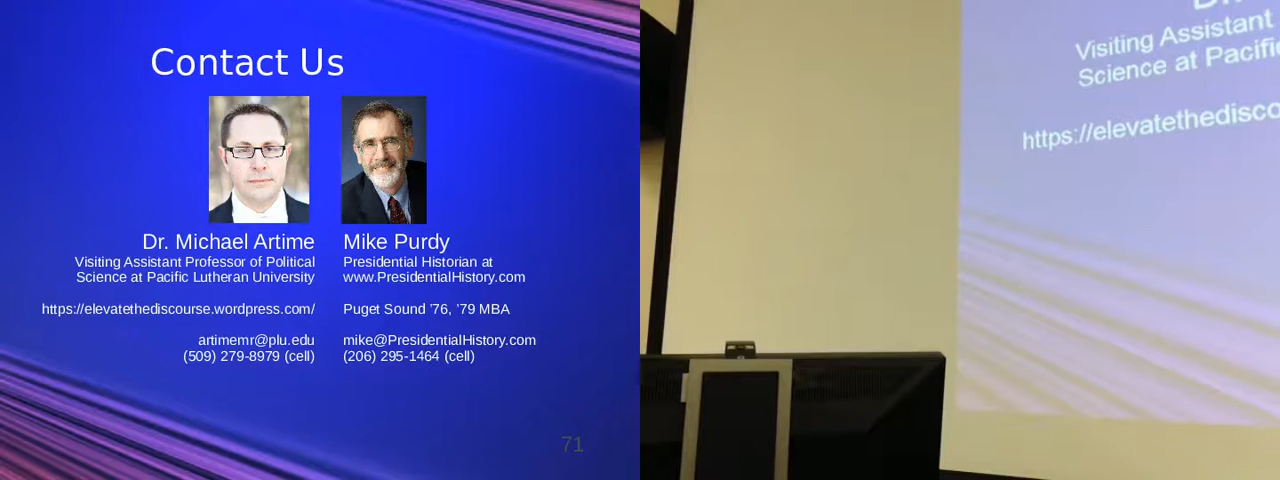 Contact Us
Dr. Michael Artime
Visiting Assistant Professor of Political
Science at Pacific Lutheran University
https://elevatethediscourse.wordpress.com/
artimemr@plu.edu
(509) 279-8979 (cell)
Mike Purdy
Presidential Historian at
www.PresidentialHistory.com
Puget Sound '76, '79 MBA
mike@PresidentialHistory.com
(206) 295-1464 (cell)
71
Visiting Assistant
Science at
https://elevatethedisco